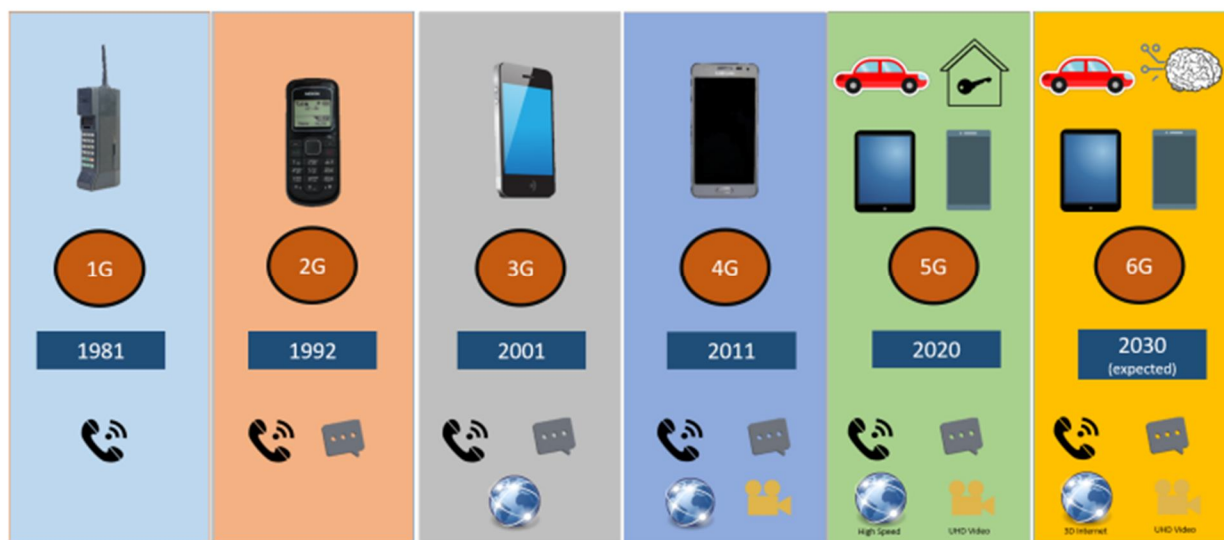 1G
2G
3G
4G
5G
6G
1981
1992
2001
2011
2020
2030
(expected)
High Speed
UHD Video
3D Internet
UHD Video